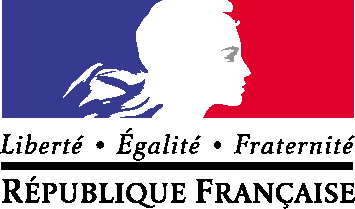 Liberté • Égalité • Fraternité
RÉPUBLIQUE FRANÇAISE